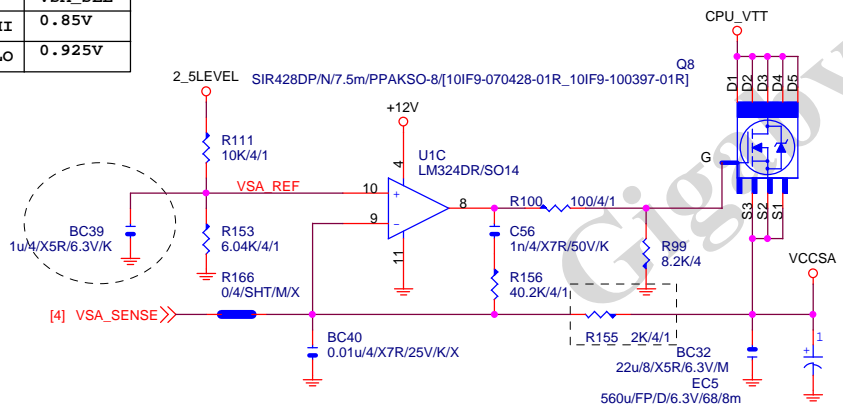 VSA_SEL
HI 0.85V
LO 0.925V
CPU_VTT
2_5LEVEL
SIR428DP/N/7.5m/PPAKSO-8/[10IF9-070428-01R_10IF9-100397-01R]
Q8
D1
D2
D3
D4
D5
+12V
R111
10K/4/1
U1C
LM324DR/SO14
4
G
VSA_REF
10
+
9
-
8
11
R100
100/4/1
S3
S2
S1
BC39
1u/4/X5R/6.3V/K
R153
6.04K/4/1
C56
1n/4/X7R/50V/K
R99
8.2K/4
R166
0/4/SHT/M/X
R156
40.2K/4/1
VCCSA
[4] VSA_SENSE
R155 2K/4/1
BC40
0.01u/4/X7R/25V/K/X
BC32
22u/8/X5R/6.3V/M
+
1
EC5
560u/FP/D/6.3V/68/8m